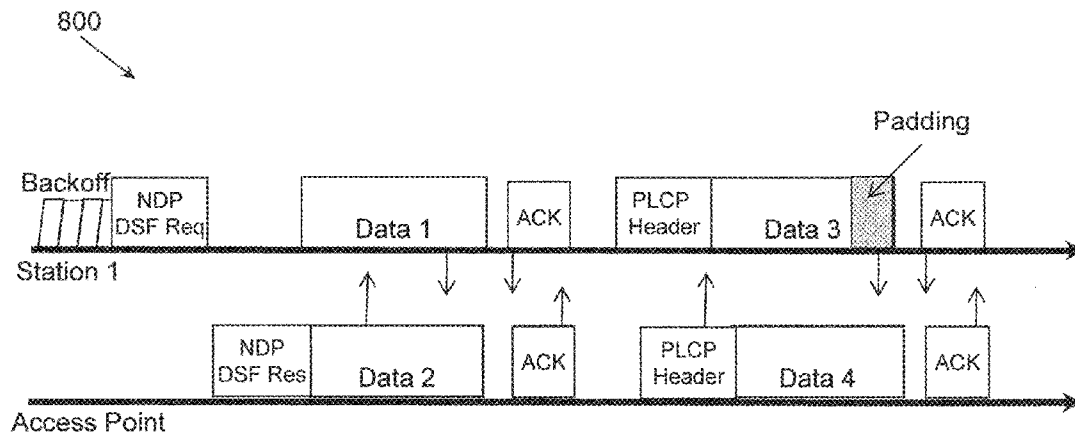 800
Padding
Backoff
NDP
DSF Req
Data 1
ACK
PLCP
Header
Data 3
ACK
Station 1
NDP
DSF Res
Data 2
ACK
PLCP
Header
Data 4
ACK
Access Point